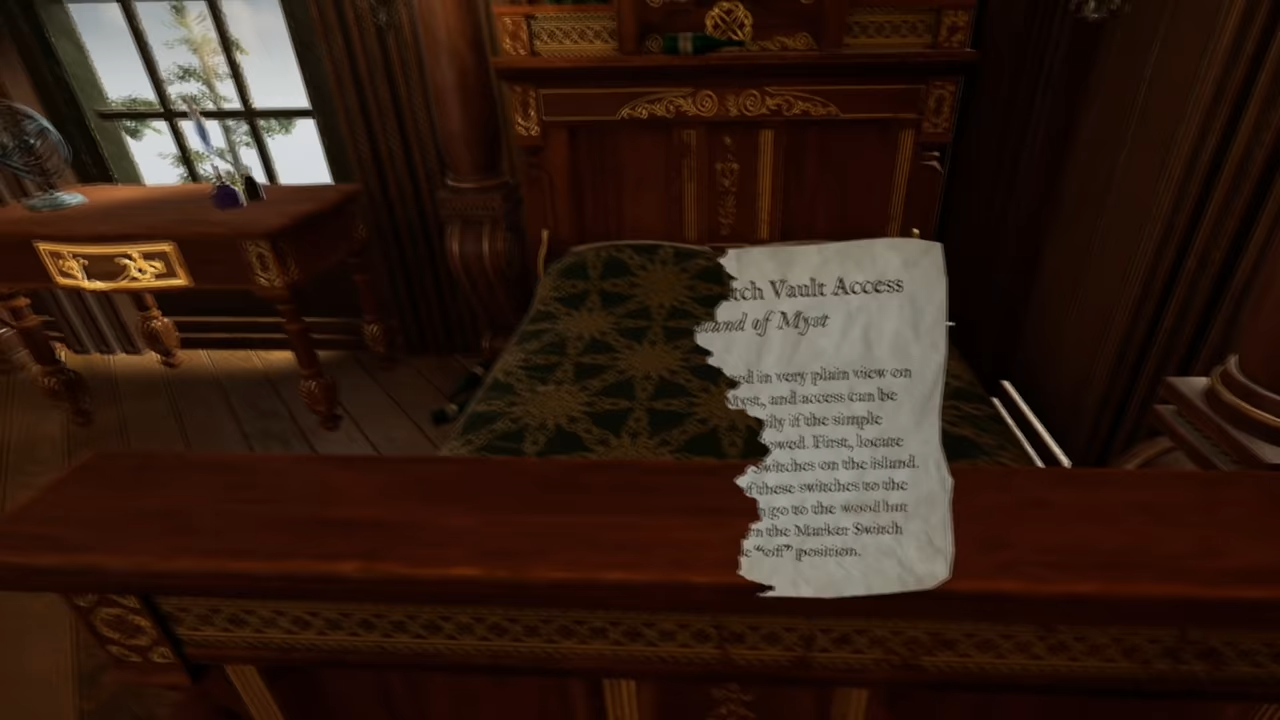 tch Vault Access
land of Myst
ed in very plain view on
Myst, and access can be
ily if the simple
owed. First, locate
Switches on the island.
f these switches to the
go to the wood hut
n the Marker Switch
e "off" position.